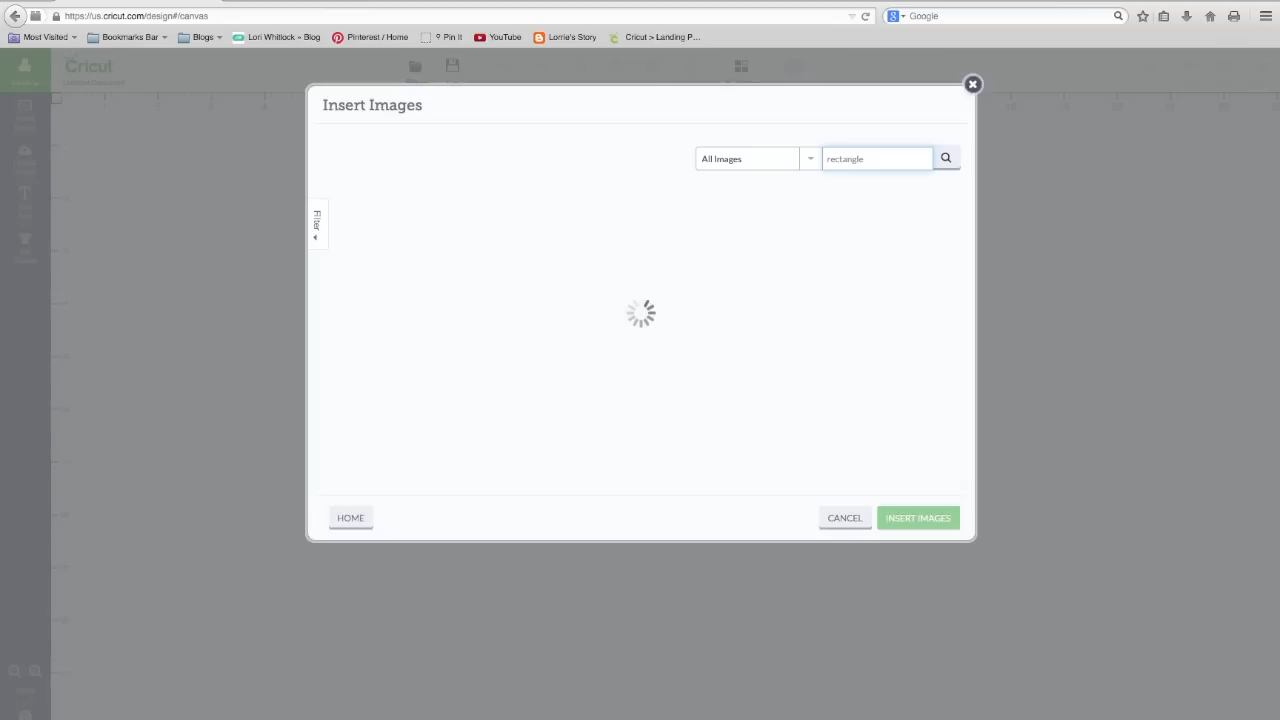 https://us.cricut.com/design#/canvas
Google
Most Visited
Bookmarks Bar
Blogs
Lori Whitlock » Blog
Pinterest / Home
? Pin It
YouTube
Lorrie's Story
Cricut > Landing P...
Cricut
Insert Images
All Images
rectangle
Filter
HOME
CANCEL
INSERT IMAGES